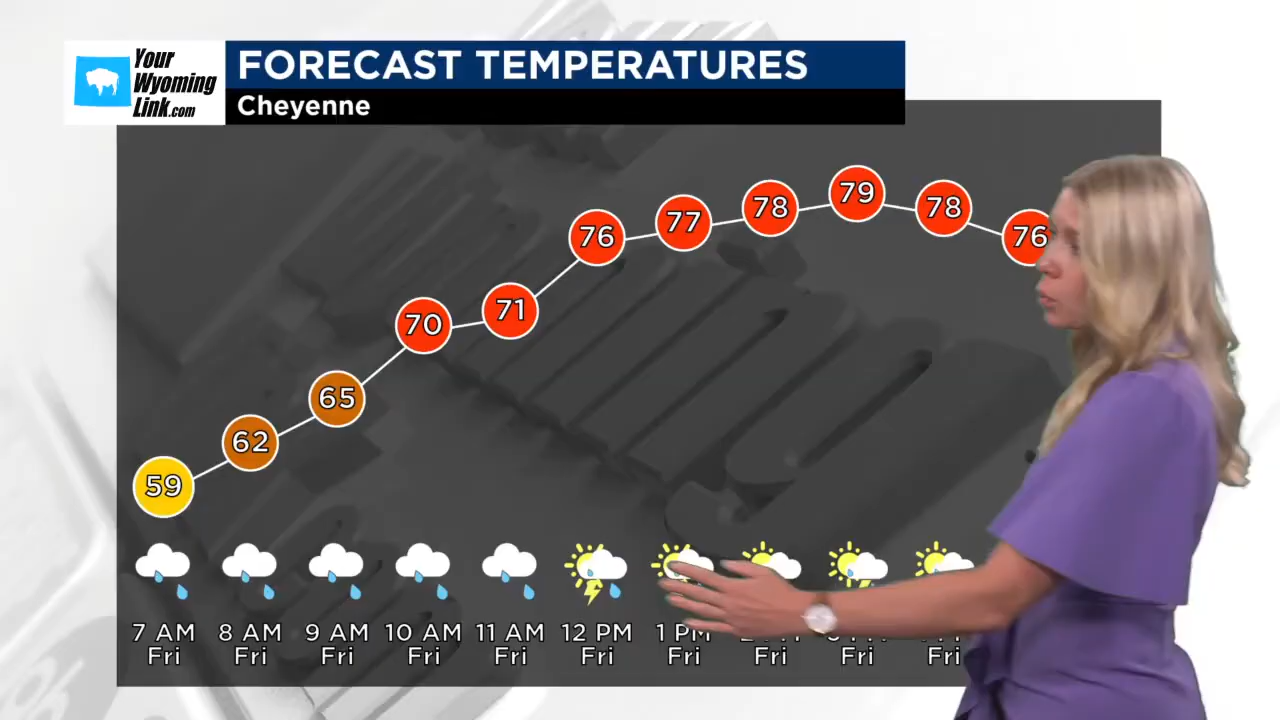 Your
Wyoming
Link.com
FORECAST TEMPERATURES
Cheyenne
79
78
78
77
76
76
71
70
65
62
59
7 AM 8 AM 9 AM 10 AM 11 AM 12 PM 1 PM
Fri Fri Fri Fri Fri Fri Fri Fri Fri Fri